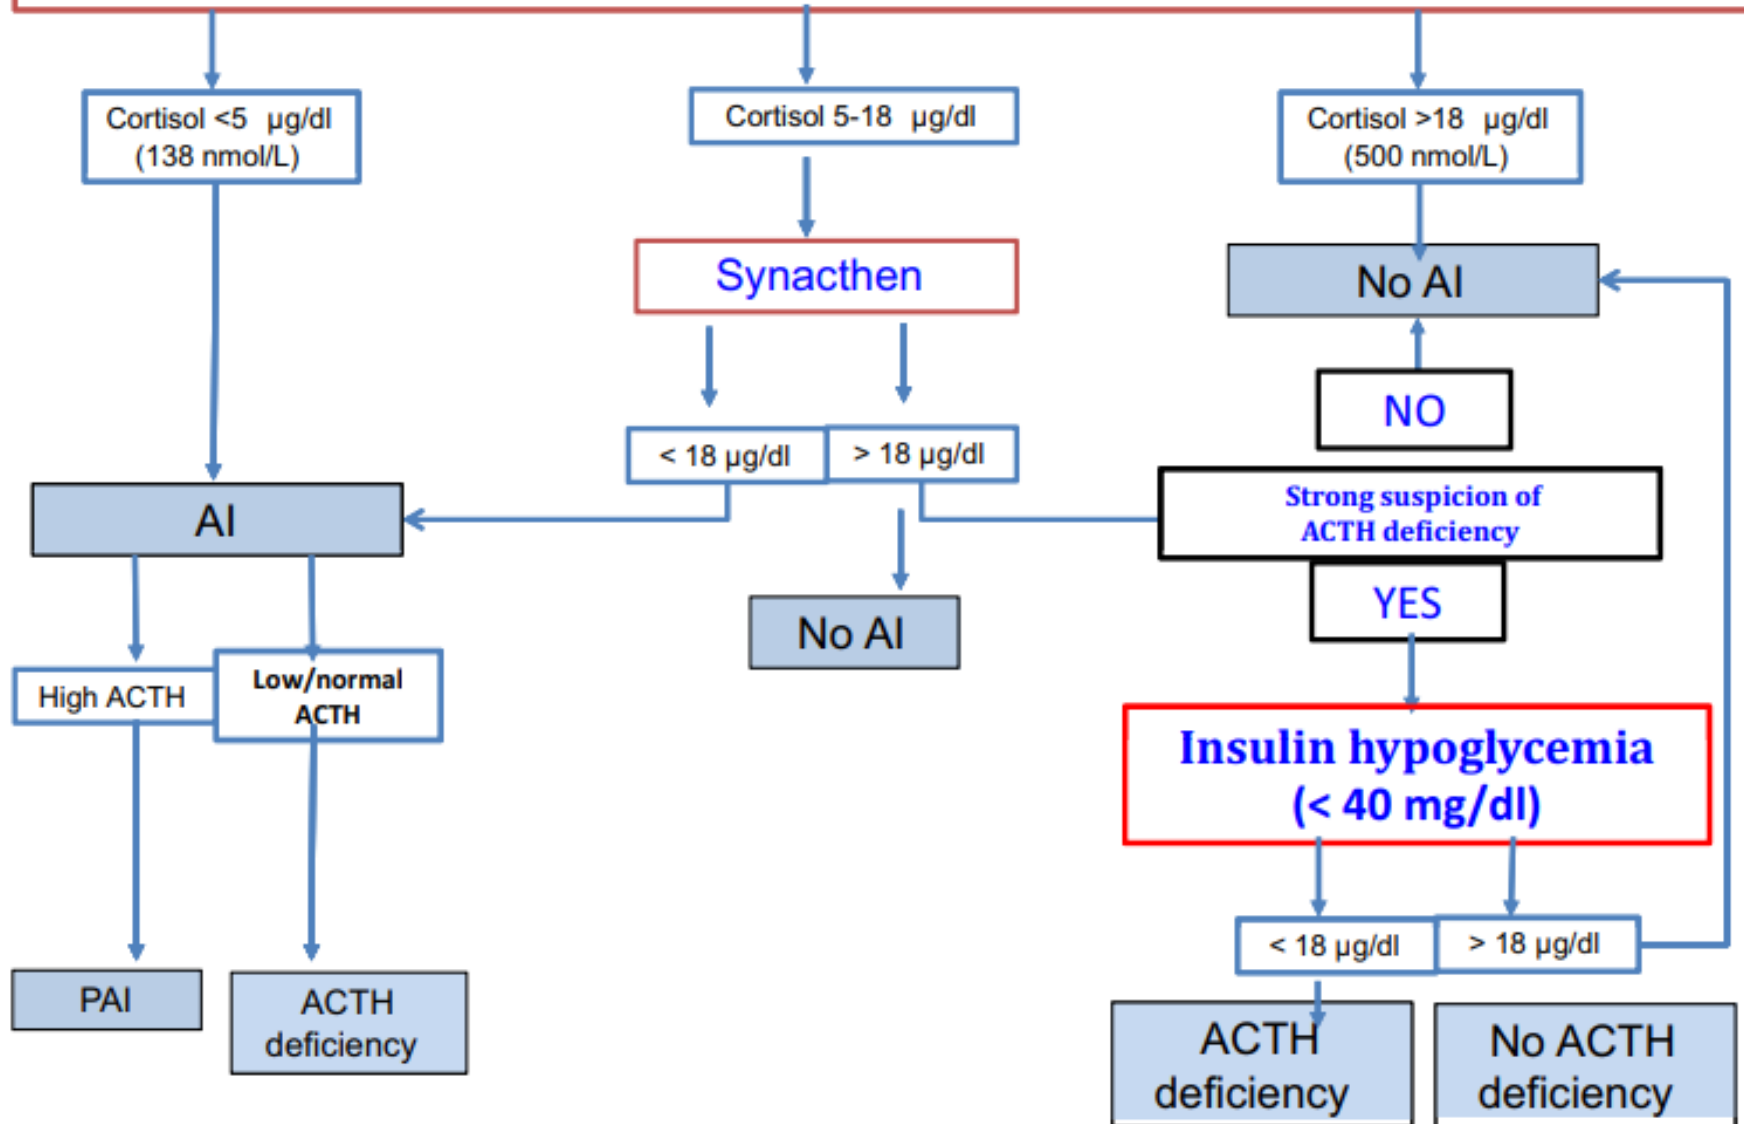 Cortisol <5 µg/dl
(138 nmol/L)
Cortisol 5-18 µg/dl
Cortisol >18 µg/dl
(500 nmol/L)
Synacthen
No AI
NO
< 18 µg/dl
> 18 µg/dl
Strong suspicion of
ACTH deficiency
AI
YES
No AI
High ACTH
Low/normal
ACTH
Insulin hypoglycemia
(< 40 mg/dl)
< 18 µg/dl
> 18 µg/dl
PAI
ACTH
deficiency
ACTH
deficiency
No ACTH
deficiency